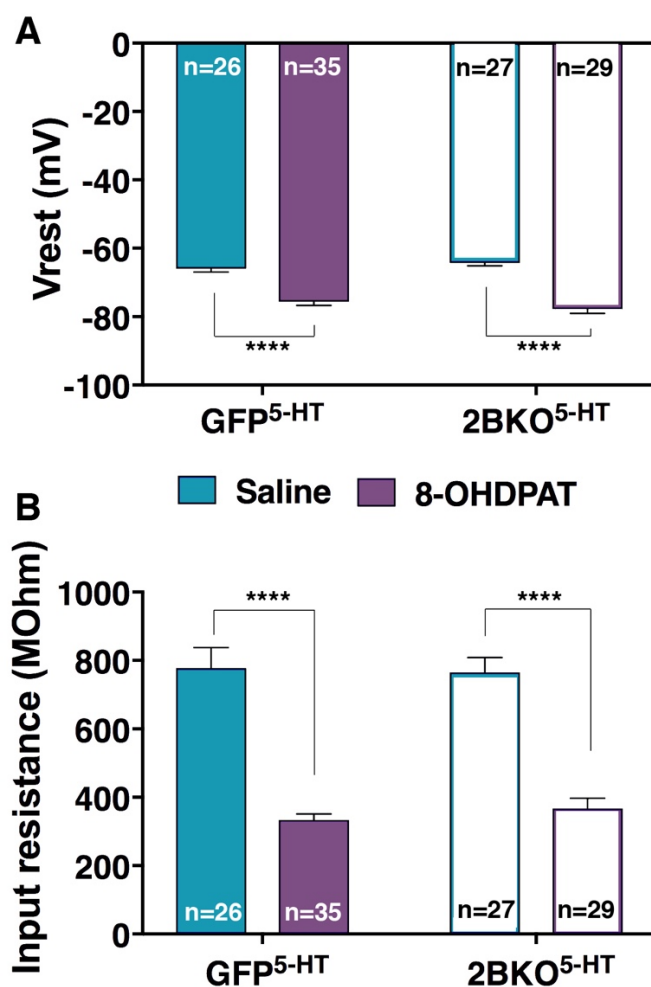 A
Vrest (mV)
0
-20
-40
-60
-80
-100
n=26
n=35
n=27
n=29
****
****
GFP5-HT
2BKO5-HT
Saline
8-OHDPAT
B
Input resistance (MOhm)
1000
800
600
400
200
0
****
****
n=26
n=35
n=27
n=29
GFP5-HT
2BKO5-HT